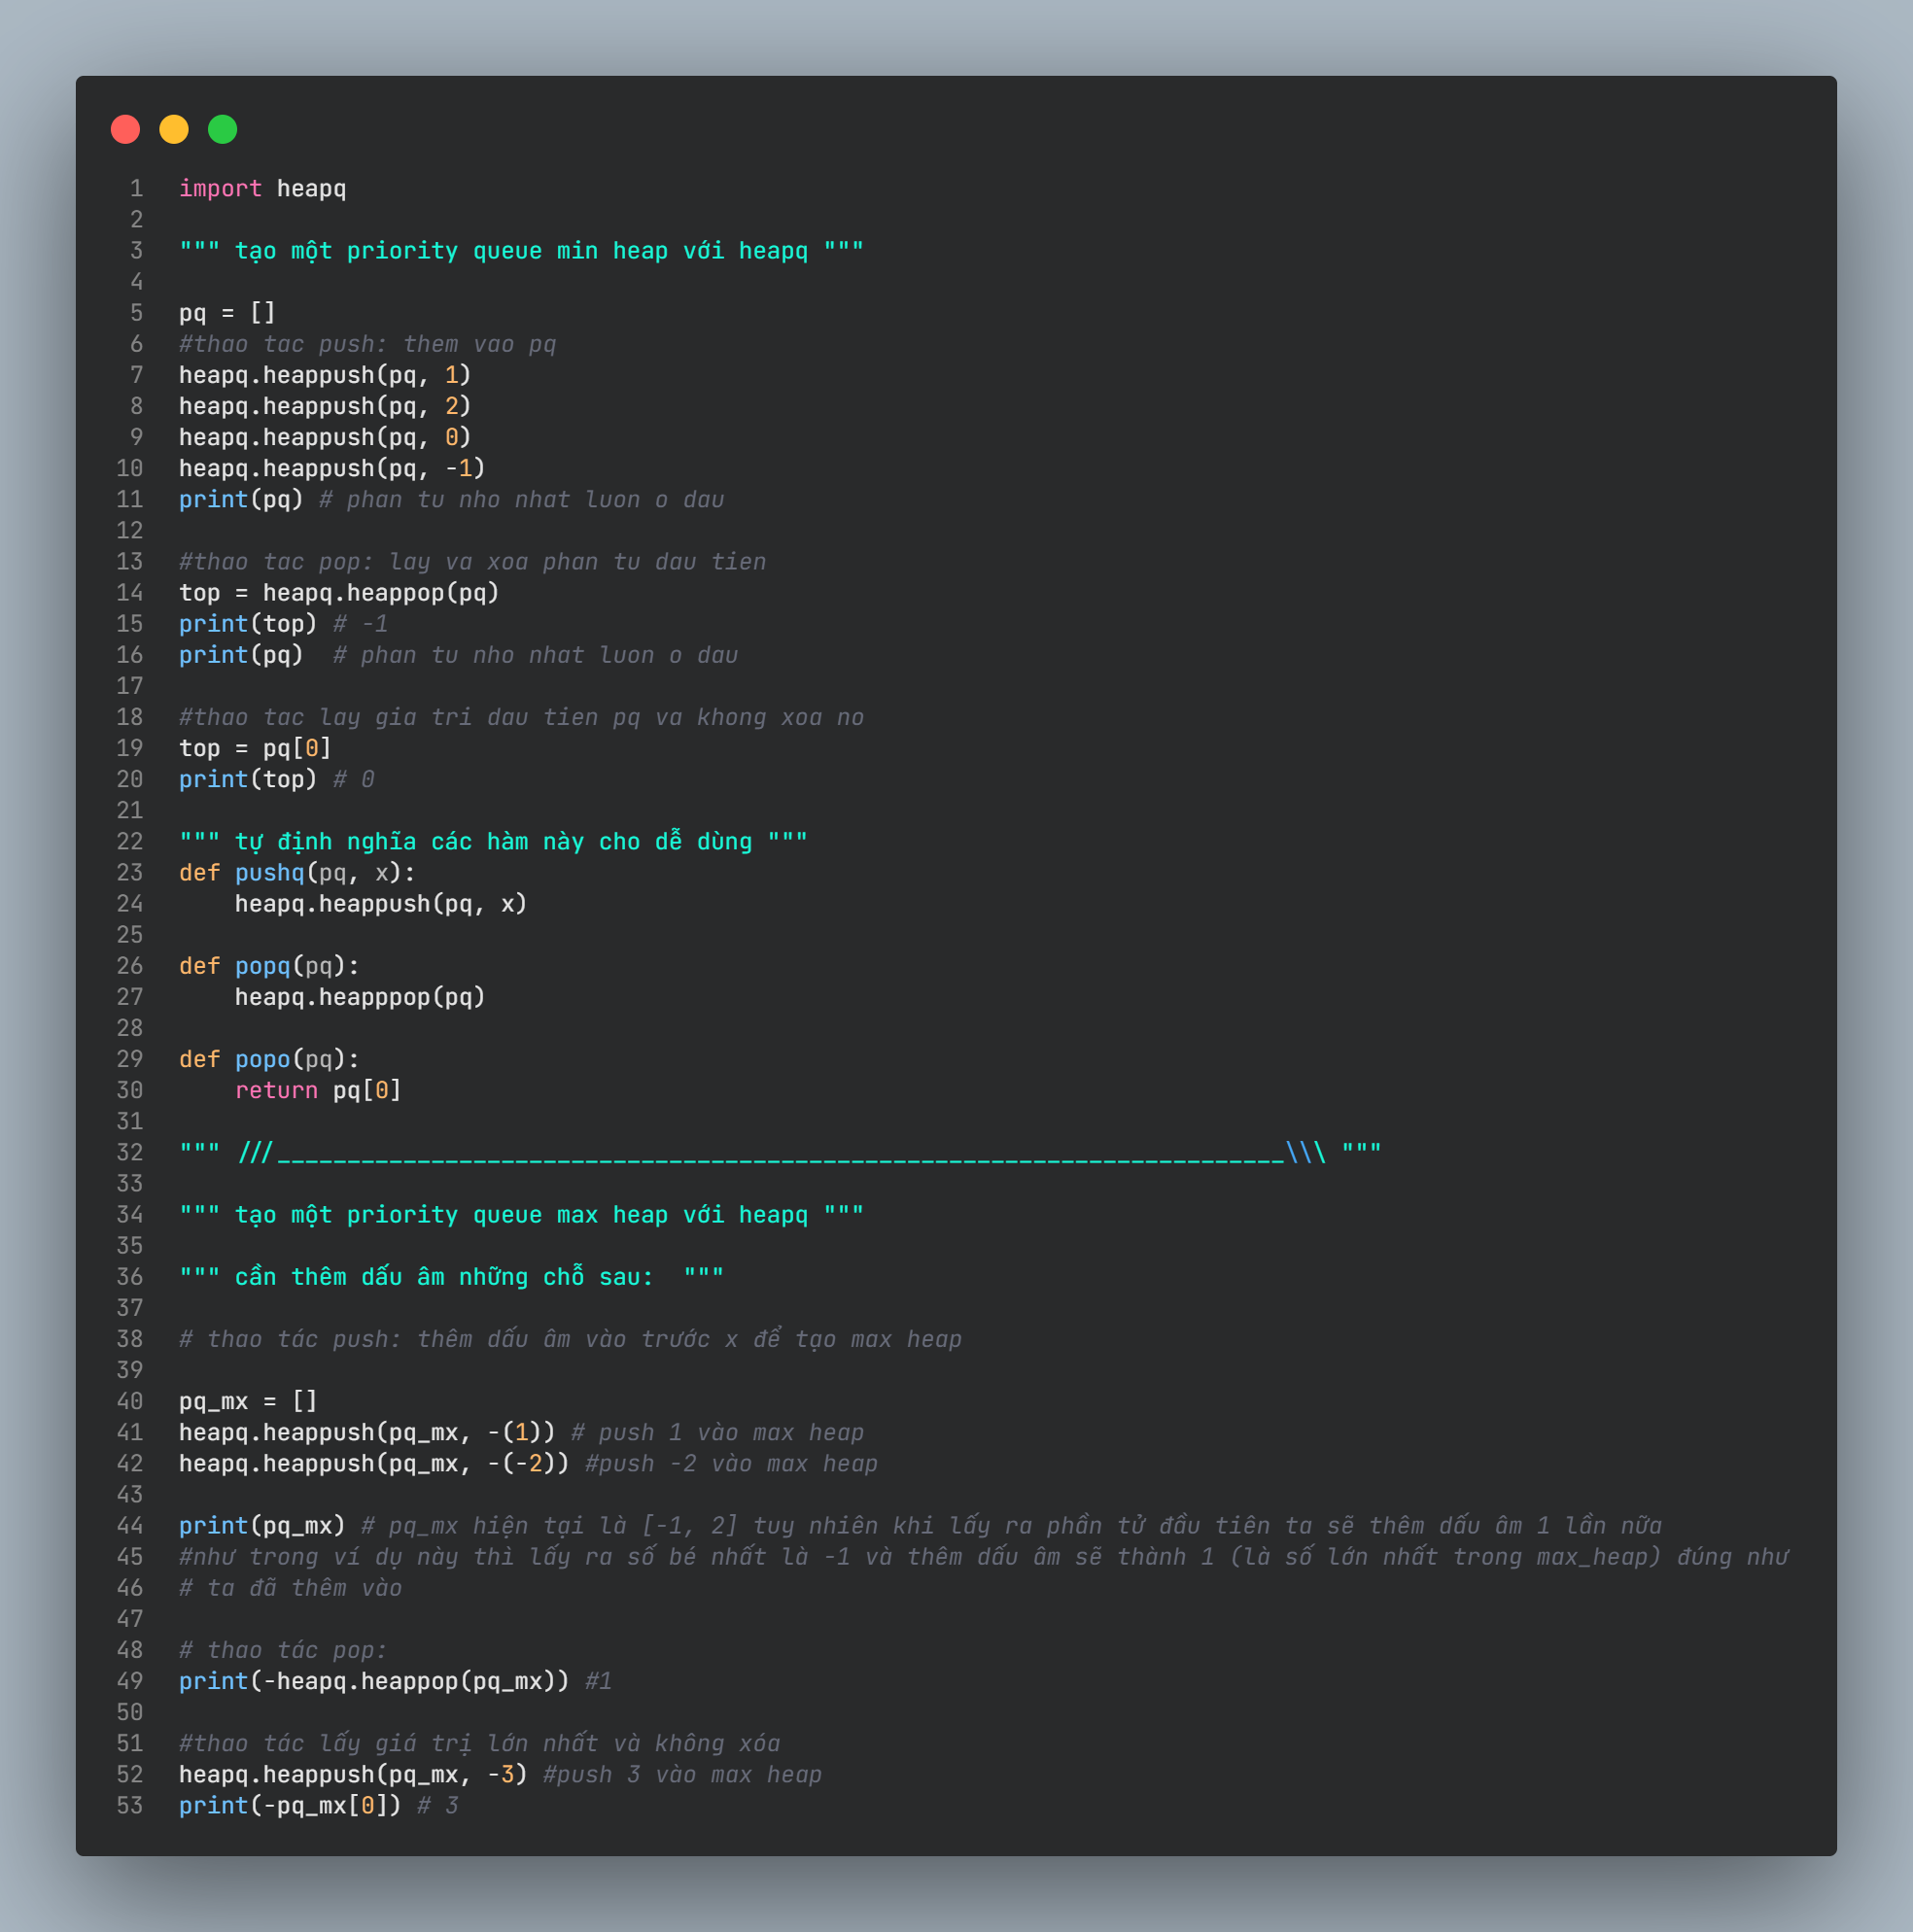 1 import heapq
2
3 """ tạo một priority queue min heap với heapq """
4
5 pq = []
6 #thao tac push: them vao pq
7 heapq.heappush(pq, 1)
8 heapq.heappush(pq, 2)
9 heapq.heappush(pq, 0)
10 heapq.heappush(pq, -1)
11 print(pq) # phan tu nho nhat luon o dau
12
13 #thao tac pop: lay va xoa phan tu dau tien
14 top = heapq.heappop(pq)
15 print(top) # -1
16 print(pq)  # phan tu nho nhat luon o dau
17
18 #thao tac lay gia tri dau tien pq va khong xoa no
19 top = pq[0]
20 print(top) # 0
21
22 """ tự định nghĩa các hàm này cho dễ dùng """
23 def pushq(pq, x):
24     heapq.heappush(pq, x)
25
26 def popq(pq):
27     heapq.heapppop(pq)
28
29 def popo(pq):
30     return pq[0]
31
32 """ ///________________________________________________________________________\\\ """
33
34 """ tạo một priority queue max heap với heapq """
35
36 """ cần thêm dấu âm những chỗ sau:  """
37
38 # thao tác push: thêm dấu âm vào trước x để tạo max heap
39
40 pq_mx = []
41 heapq.heappush(pq_mx, -(1)) # push 1 vào max heap
42 heapq.heappush(pq_mx, -(-2)) #push -2 vào max heap
43
44 print(pq_mx) # pq_mx hiện tại là [-1, 2] tuy nhiên khi lấy ra phần tử đầu tiên ta sẽ thêm dấu âm 1 lần nữa
45 #như trong ví dụ này thì lấy ra số bé nhất là -1 và thêm dấu âm sẽ thành 1 (là số lớn nhất trong max_heap) đúng như
46 # ta đã thêm vào
47
48 # thao tác pop:
49 print(-heapq.heappop(pq_mx)) #1
50
51 #thao tác lấy giá trị lớn nhất và không xóa
52 heapq.heappush(pq_mx, -3) #push 3 vào max heap
53 print(-pq_mx[0]) # 3